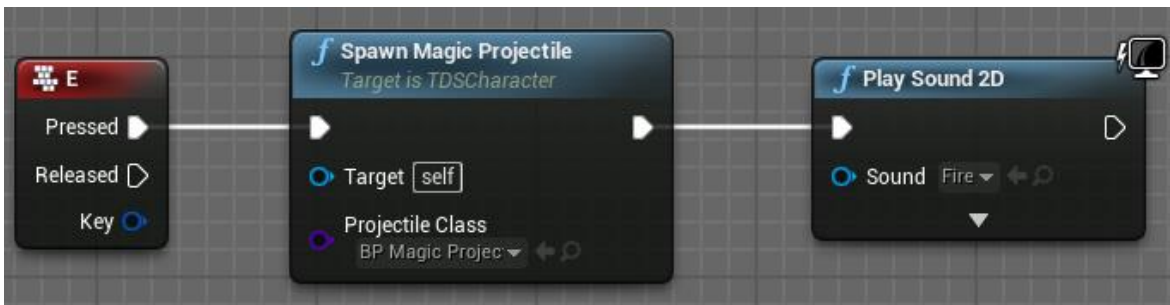 E
Pressed
Released
Key
f Spawn Magic Projectile
Target is TDSCharacter
Target self
Projectile Class
BP Magic Projec
f Play Sound 2D
Sound Fire